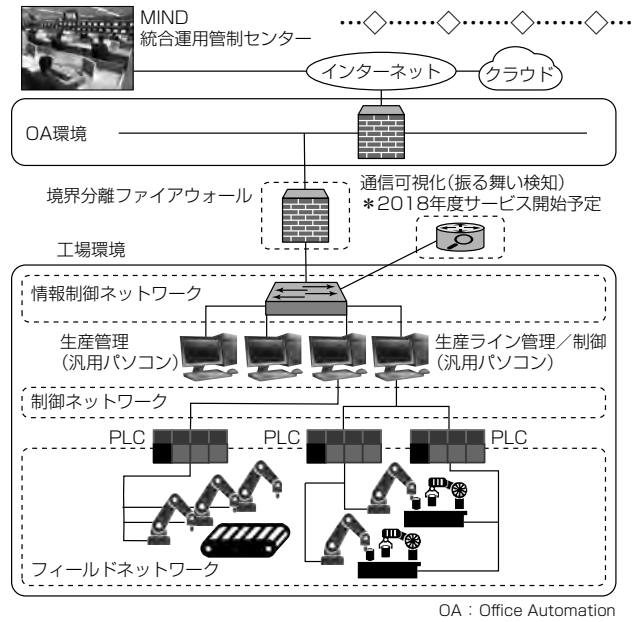 MIND
統合運用管制センター
インターネット
クラウド
OA環境
境界分離ファイアウォール
通信可視化(振る舞い検知)
＊2018年度サービス開始予定
工場環境
情報制御ネットワーク
生産管理
(汎用パソコン)
生産ライン管理／制御
(汎用パソコン)
制御ネットワーク
PLC
PLC
PLC
フィールドネットワーク
OA：Office Automation